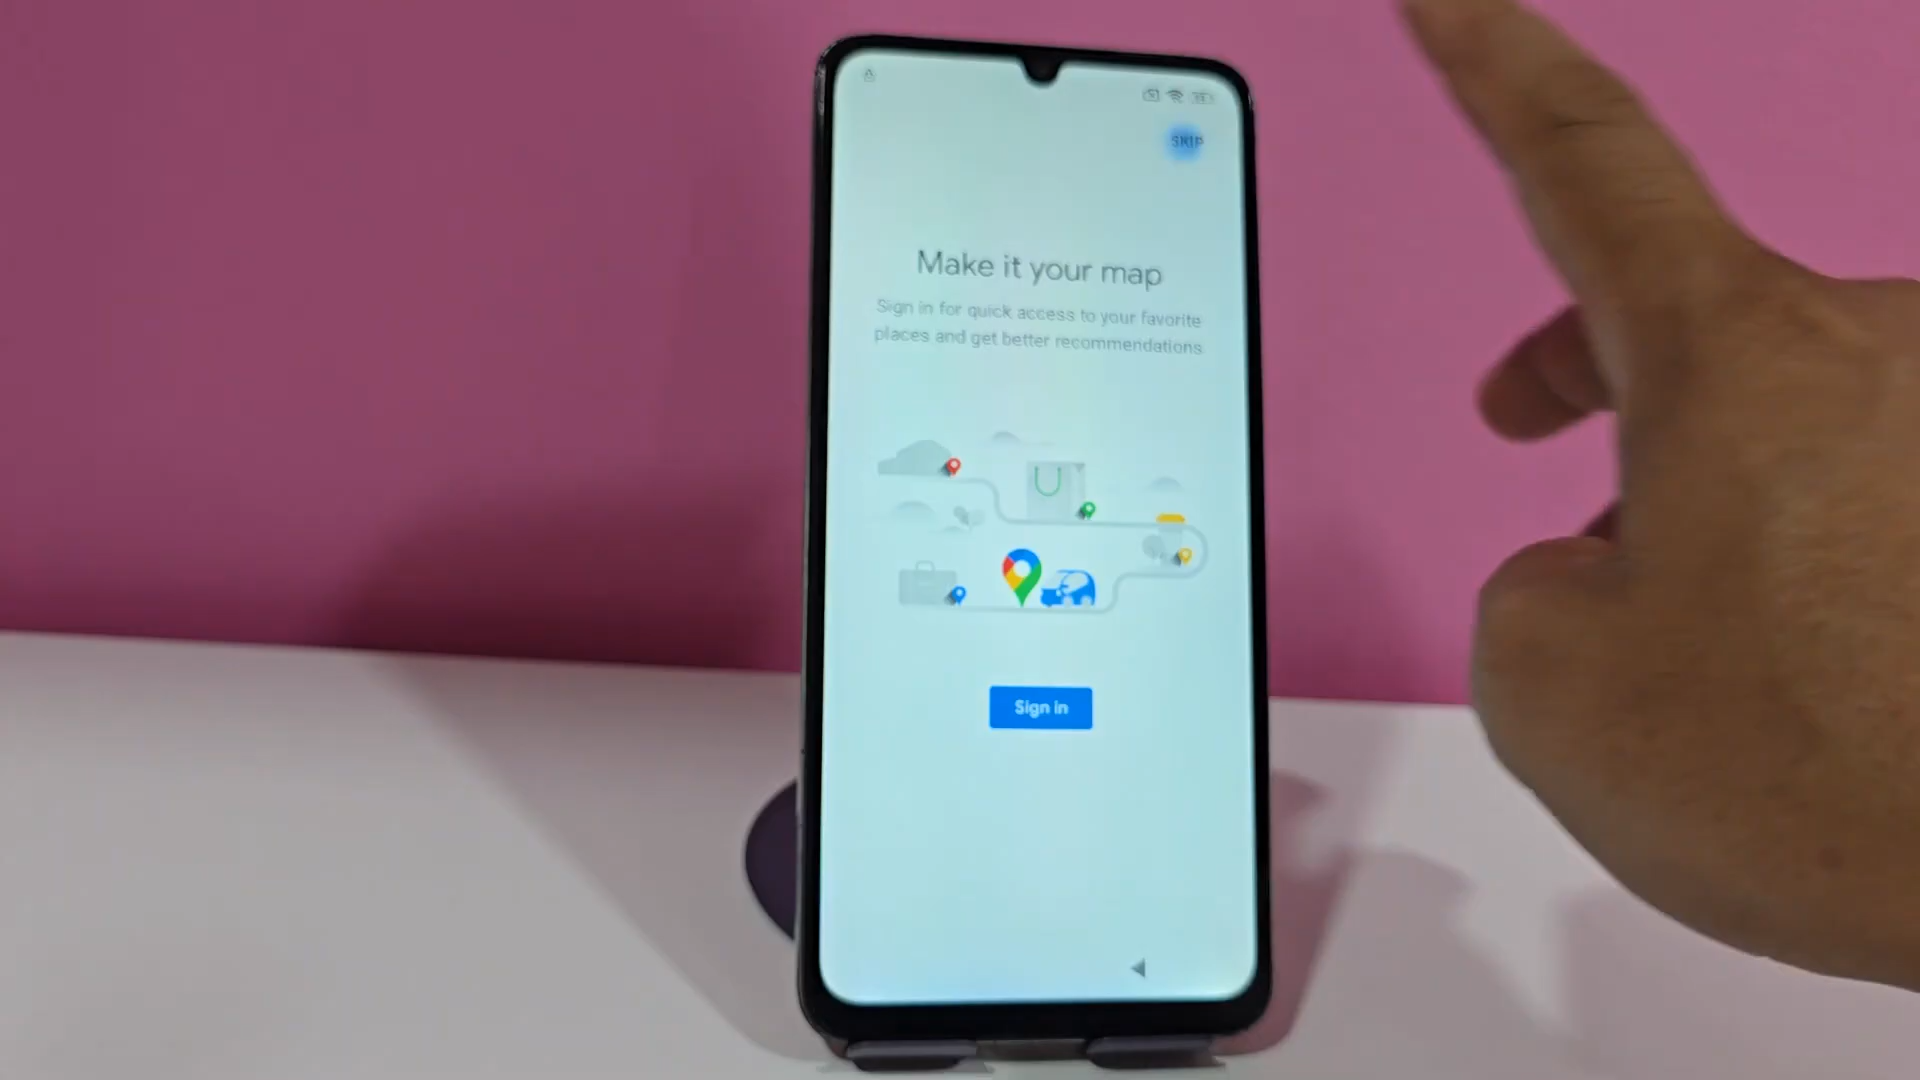 SKIP
Make it your map
Sign in for quick access to your favorite
places and get better recommendations
Sign in